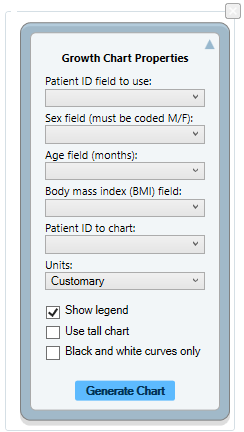 Growth Chart Properties
Patient ID field to use:
Sex field (must be coded M/F):
Age field (months):
Body mass index (BMI) field:
Patient ID to chart:
Units:
Customary
Show legend
Use tall chart
Black and white curves only
Generate Chart